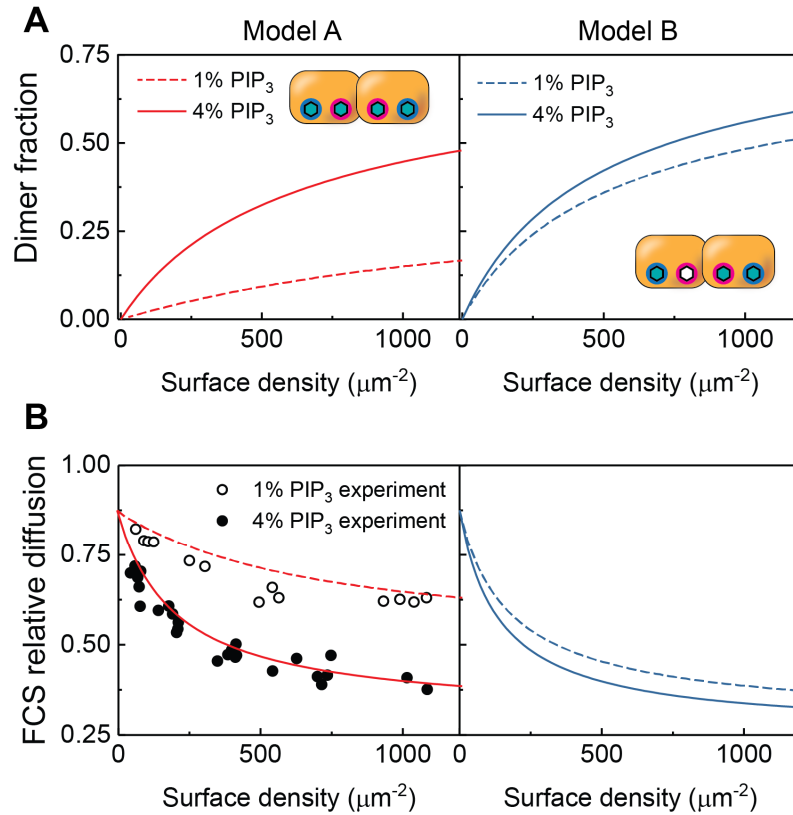 A
Model A
Model B
Dimer fraction
0.75
0.50
0.25
0.00
1% PIP₃
4% PIP₃
1% PIP₃
4% PIP₃
0
500
1000
0
500
1000
Surface density (μm⁻²)
Surface density (μm⁻²)
B
FCS relative diffusion
1.00
0.75
0.50
0.25
1% PIP₃ experiment
4% PIP₃ experiment
0
500
1000
0
500
1000
Surface density (μm⁻²)
Surface density (μm⁻²)